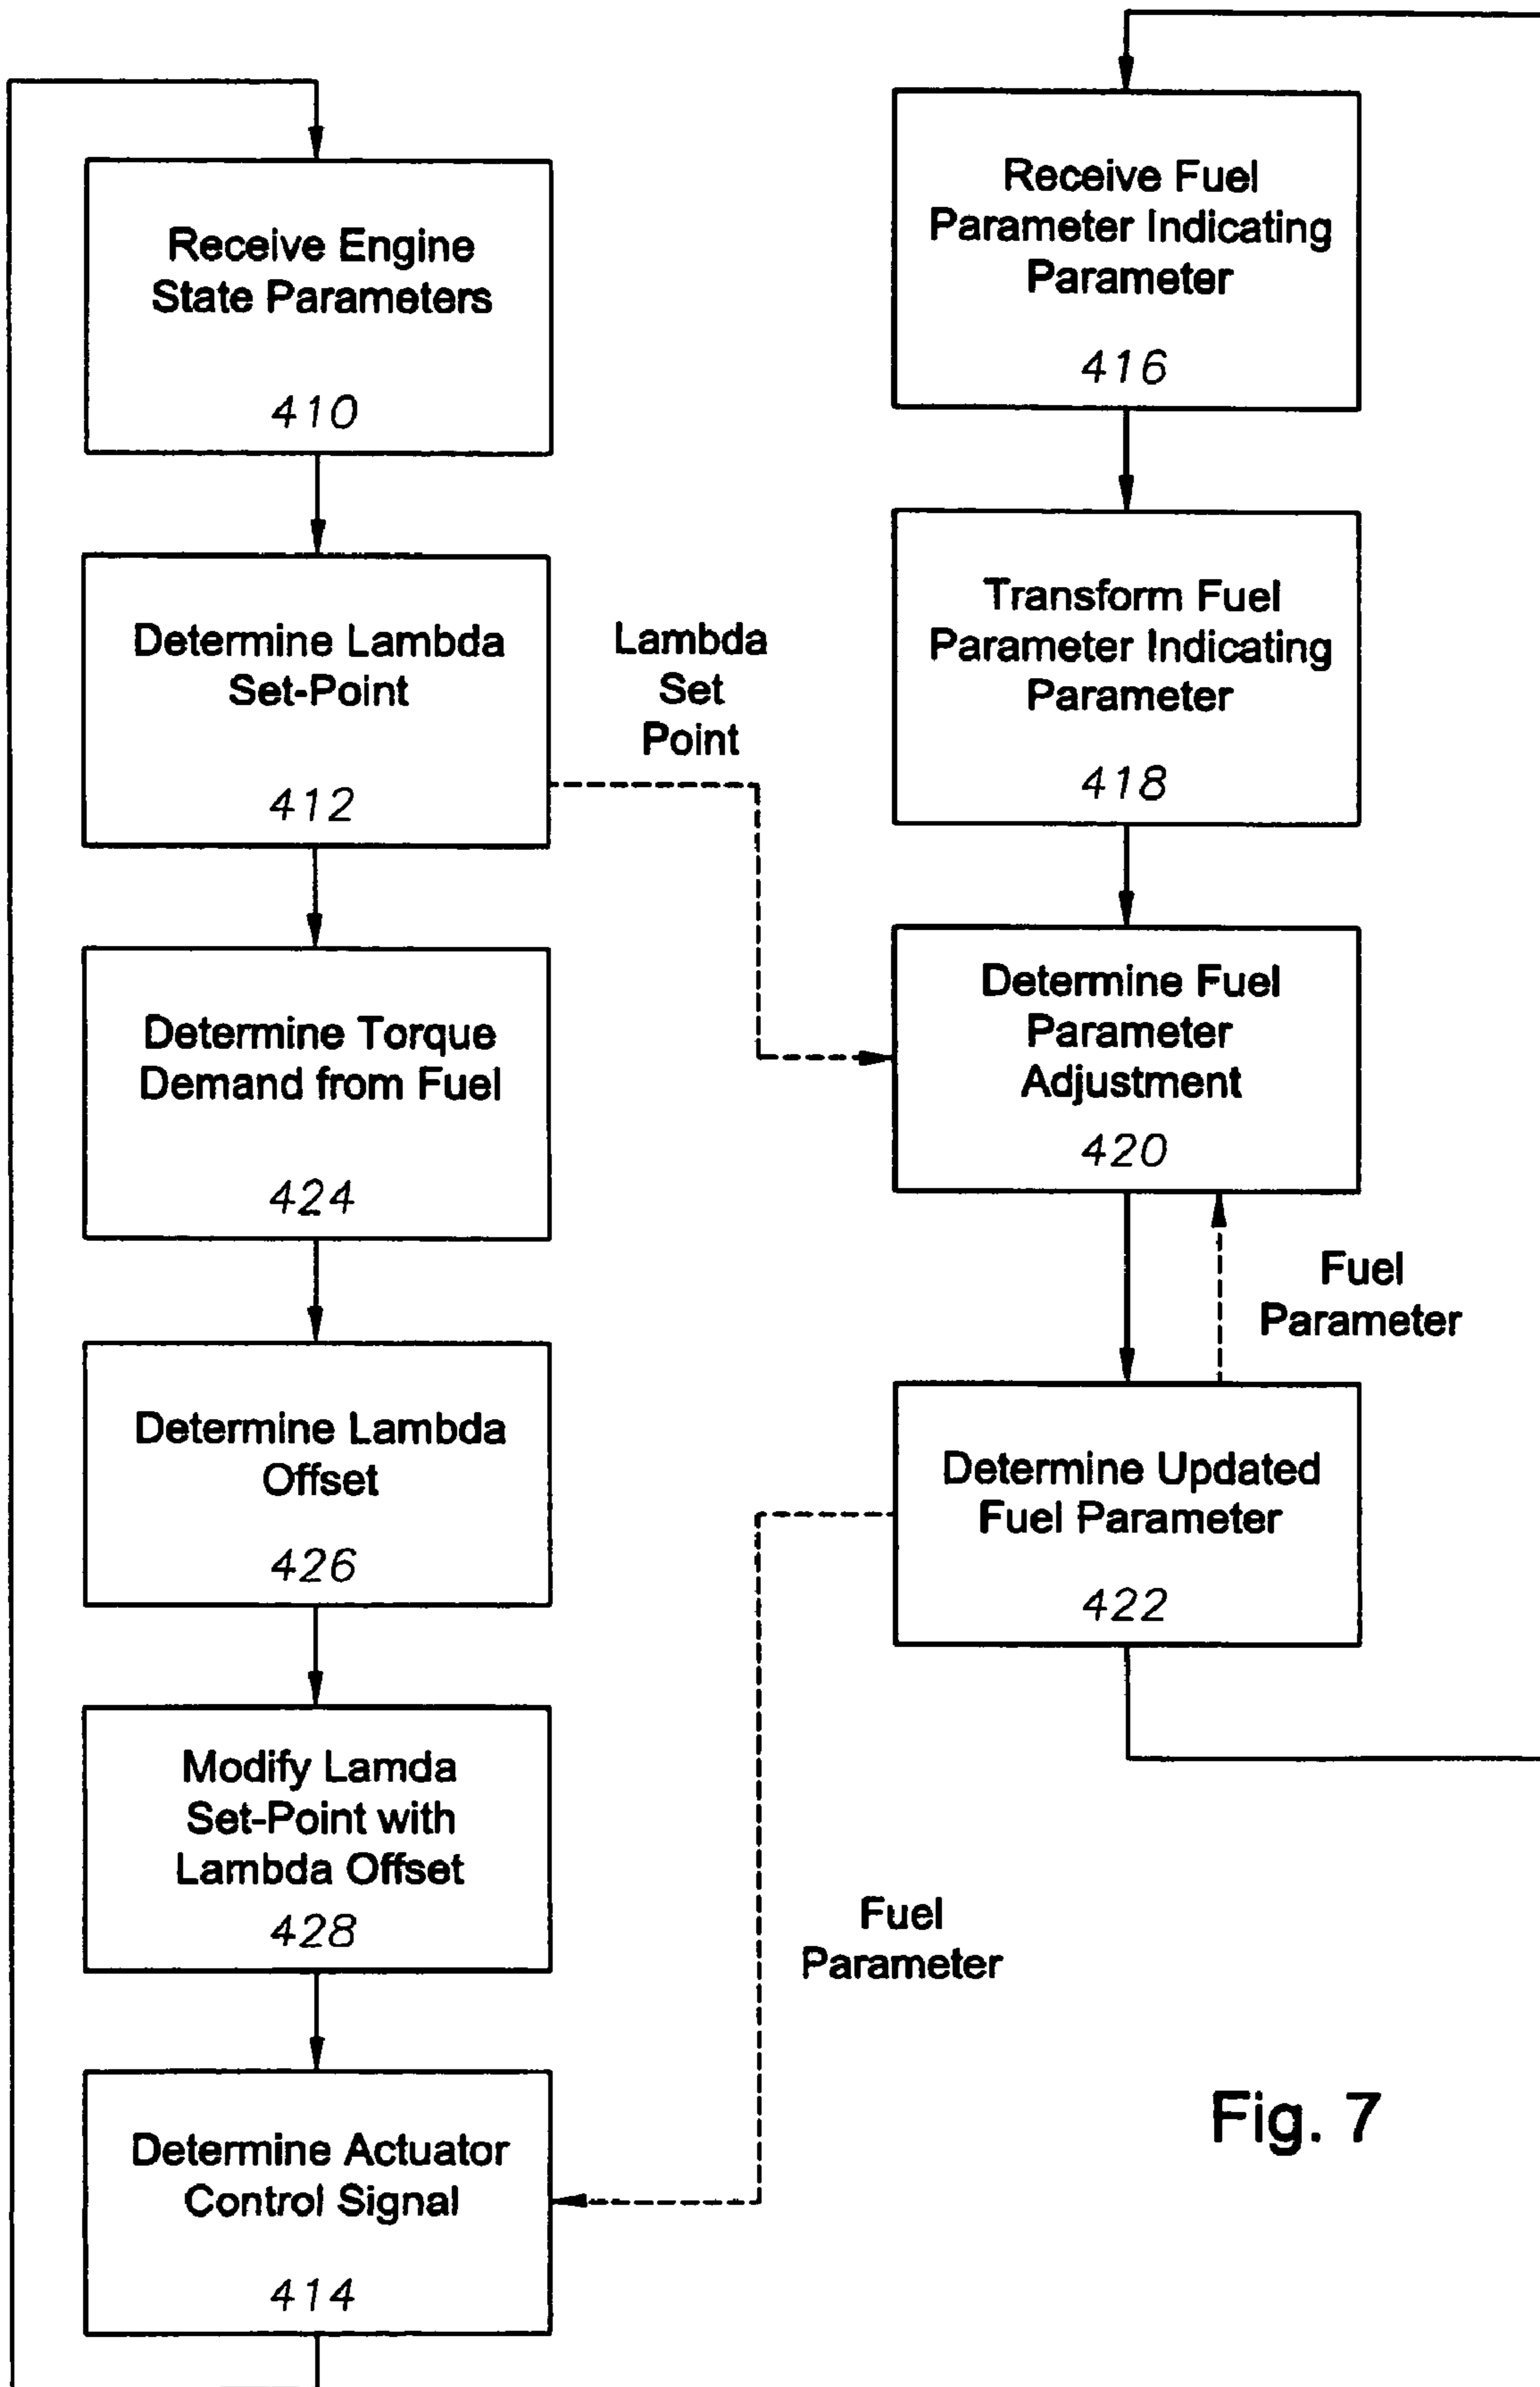 Receive Engine
State Parameters
410
Determine Lambda
Set-Point
412
Lambda
Set
Point
Determine Torque
Demand from Fuel
424
Determine Lambda
Offset
426
Modify Lamda
Set-Point with
Lambda Offset
428
Determine Actuator
Control Signal
414
Receive Fuel
Parameter Indicating
Parameter
416
Transform Fuel
Parameter Indicating
Parameter
418
Determine Fuel
Parameter
Adjustment
420
Fuel
Parameter
Determine Updated
Fuel Parameter
422
Fuel
Parameter
Fig. 7